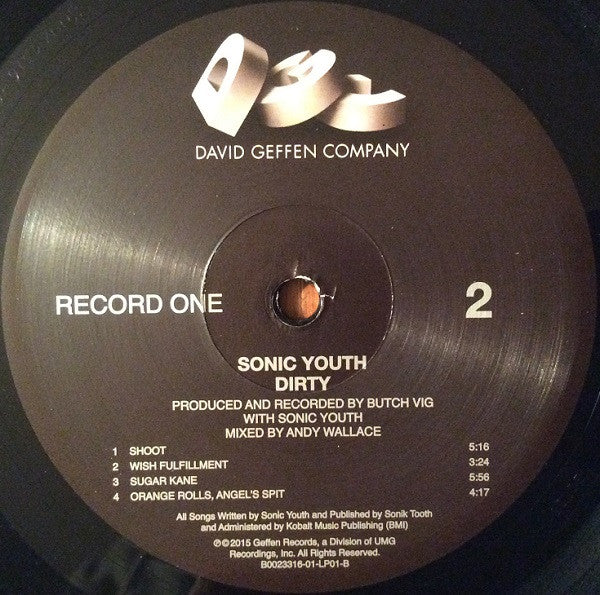 DGC
DAVID GEFFEN COMPANY
RECORD ONE 2
SONIC YOUTH
DIRTY
PRODUCED AND RECORDED BY BUTCH VIG
WITH SONIC YOUTH
MIXED BY ANDY WALLACE
1 SHOOT 5:16
2 WISH FULFILLMENT 3:24
3 SUGAR KANE 5:56
4 ORANGE ROLLS, ANGEL'S SPIT 4:17
All Songs Written by Sonic Youth and Published by Sonik Tooth
and Administered by Kobalt Music Publishing (BMI)
℗©2015 Geffen Records, a Division of UMG
Recordings, Inc. All Rights Reserved.
B0023316-01-LP01-B